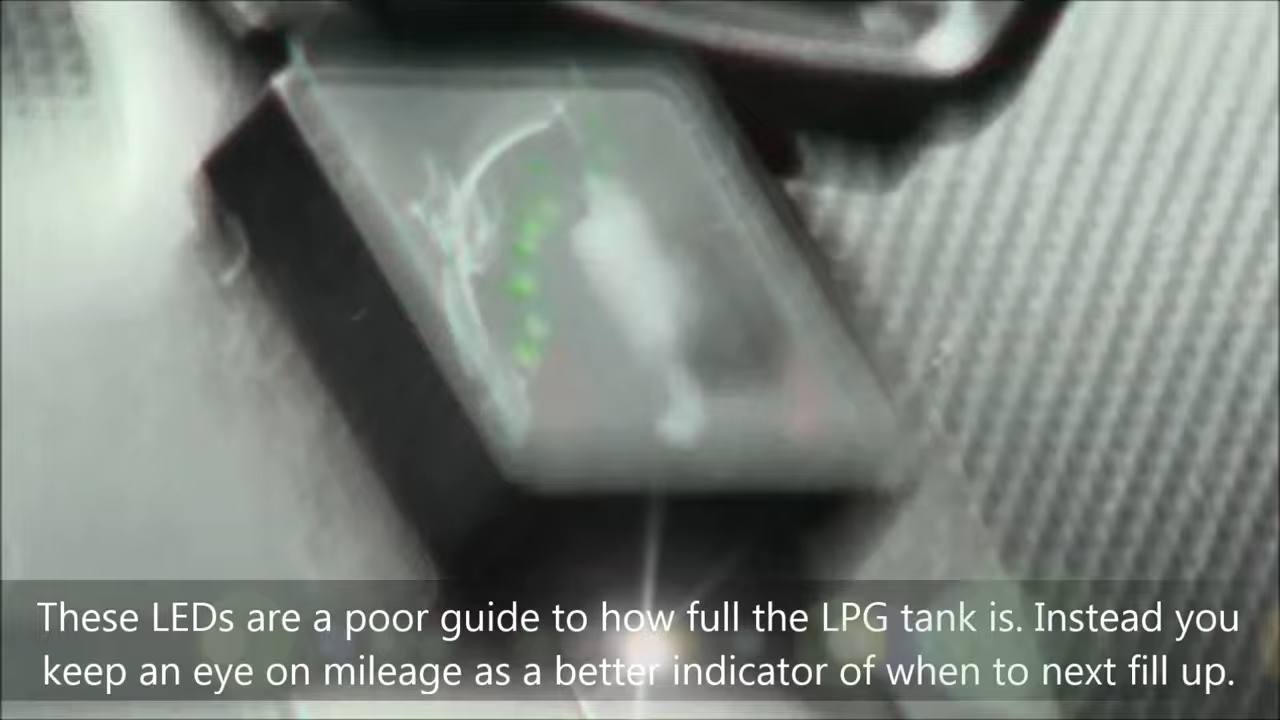 These LEDs are a poor guide to how full the LPG tank is. Instead you
keep an eye on mileage as a better indicator of when to next fill up.